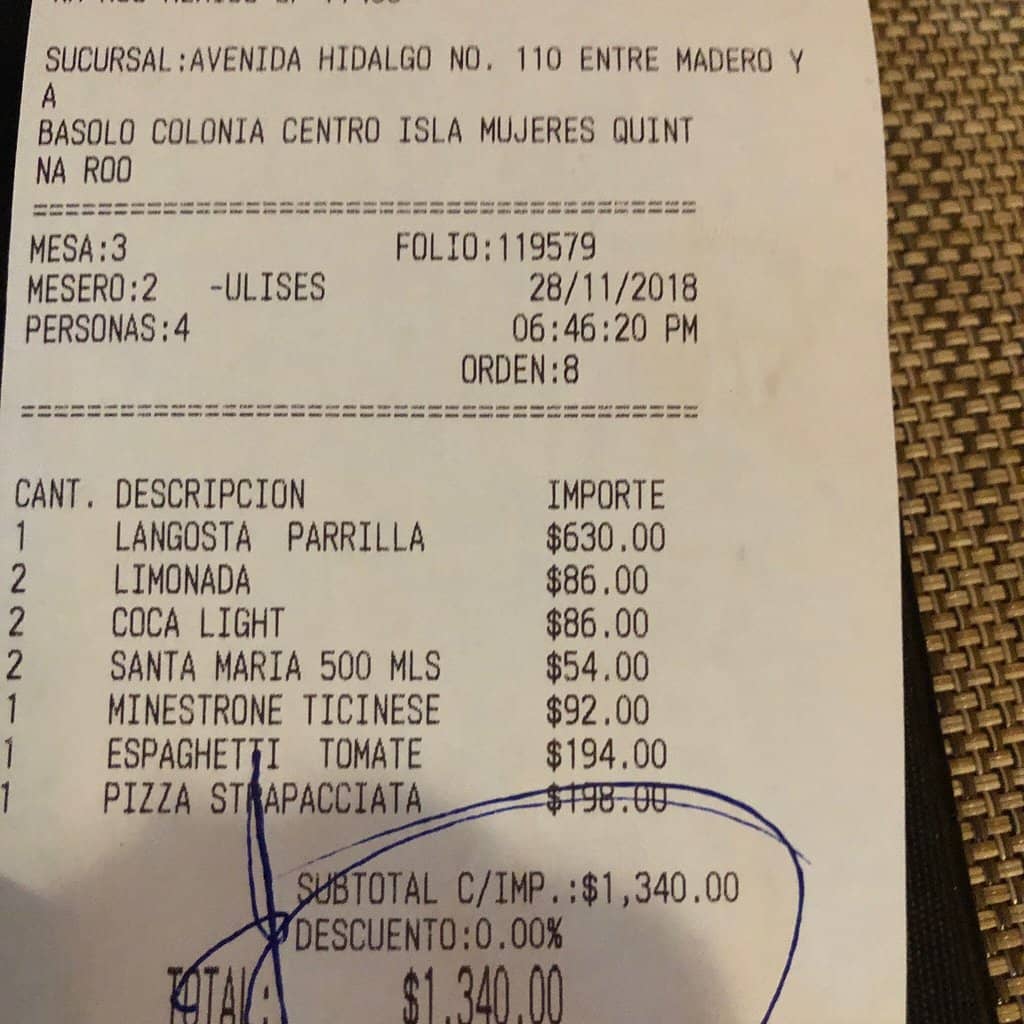 SUCURSAL:AVENIDA HIDALGO NO. 110 ENTRE MADERO Y
A
BASOLO COLONIA CENTRO ISLA MUJERES QUINT
NA ROO
MESA:3 FOLIO:119579
MESERO:2 -ULISES 28/11/2018
PERSONAS:4 06:46:20 PM
ORDEN:8
CANT. DESCRIPCION IMPORTE
1 LANGOSTA PARRILLA $630.00
2 LIMONADA $86.00
2 COCA LIGHT $86.00
2 SANTA MARIA 500 MLS $54.00
1 MINESTRONE TICINESE $92.00
1 ESPAGHETTI TOMATE $194.00
1 PIZZA STRAPACCIATA $198.00
SUBTOTAL C/IMP.:$1,340.00
DESCUENTO:0.00%
TOTAL: $1,340.00